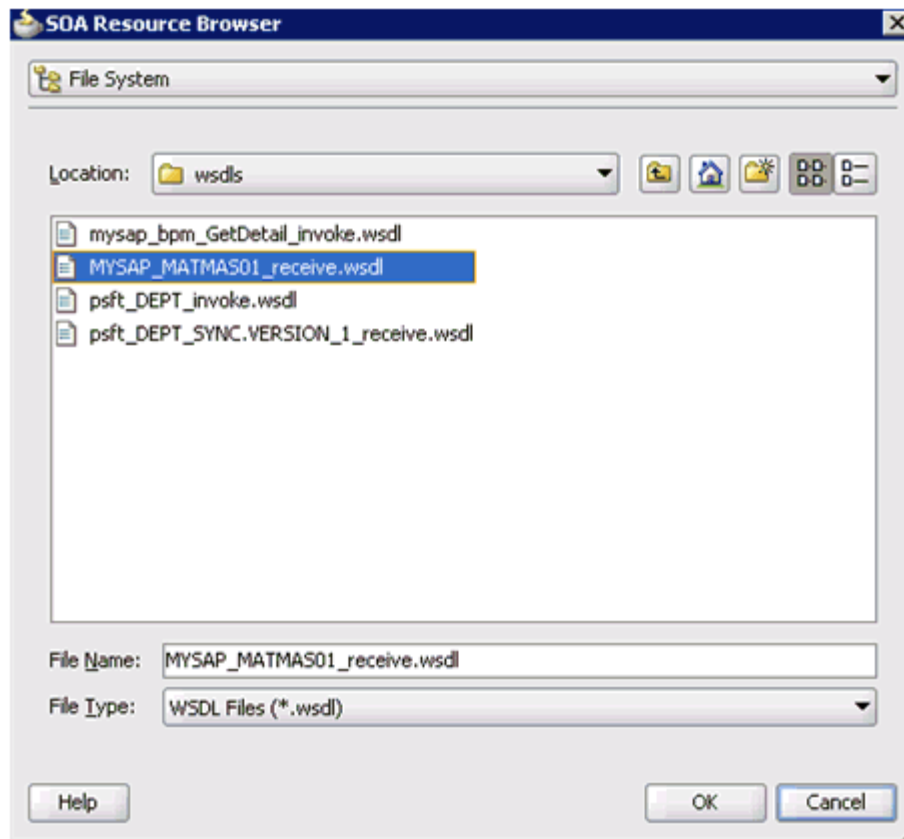 SOA Resource Browser
File System
Location: wsdls
mysap_bpm_GetDetail_invoke.wsdl
MYSAP_MATMAS01_receive.wsdl
psft_DEPT_invoke.wsdl
psft_DEPT_SYNC.VERSION_1_receive.wsdl
File Name: MYSAP_MATMAS01_receive.wsdl
File Type: WSDL Files (*.wsdl)
Help OK Cancel